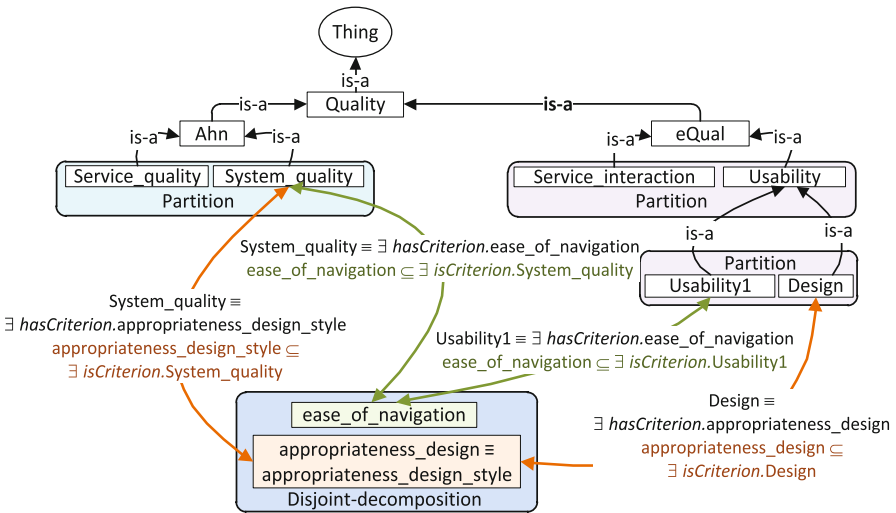 Thing
is-a
is-a
Quality
is-a
is-a
Ahn
is-a
is-a
eQual
is-a
Service_quality
System_quality
Partition
Service_interaction
Usability
Partition
is-a
is-a
System_quality ≡ ∃ hasCriterion.ease_of_navigation
ease_of_navigation ⊆ ∃ isCriterion.System_quality
Partition
Usability1
Design
System_quality ≡
∃ hasCriterion.appropriateness_design_style
appropriateness_design_style ⊆
∃ isCriterion.System_quality
Usability1 ≡ ∃ hasCriterion.ease_of_navigation
ease_of_navigation ⊆ ∃ isCriterion.Usability1
Design ≡
∃ hasCriterion.appropriateness_design
appropriateness_design ⊆
∃ isCriterion.Design
ease_of_navigation
appropriateness_design ≡
appropriateness_design_style
Disjoint-decomposition